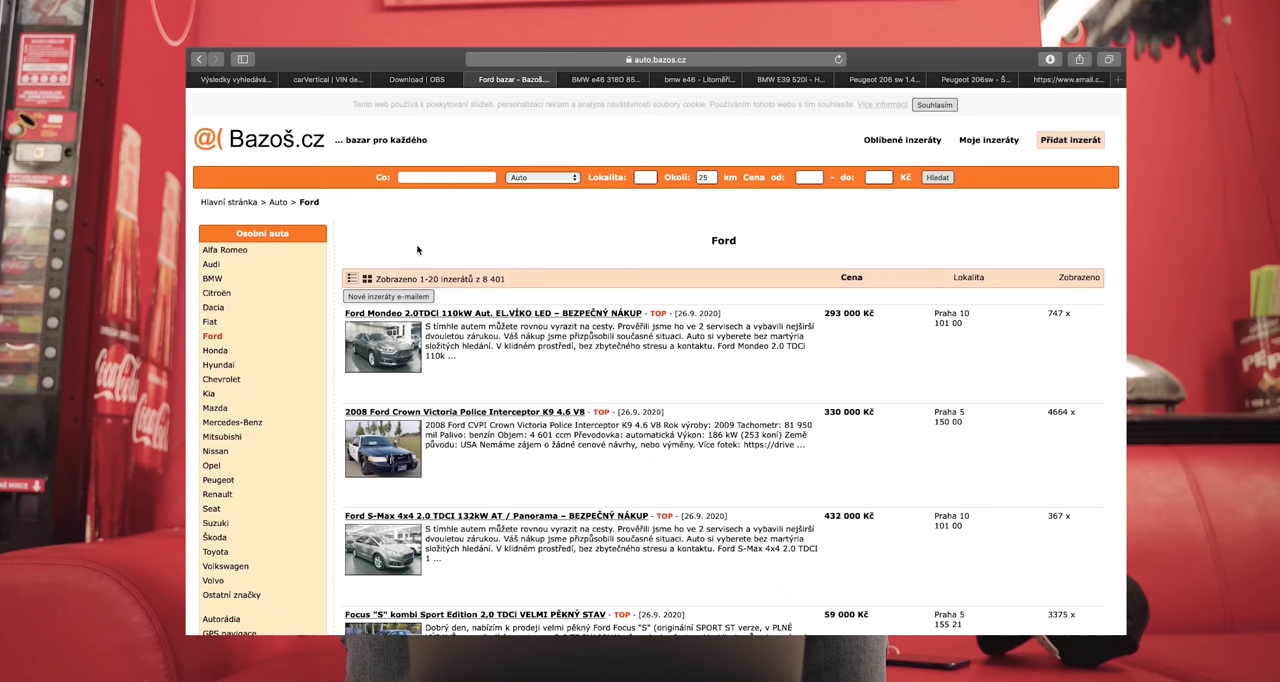 auto.bazos.cz
Výsledky vyhledává...
carVertical | VIN de...
Download | OBS
Ford bazar - Bazoš...
BMW e46 318D 85...
bmw e46 - Litoměří...
BMW E39 520i - H...
Peugeot 206 sw 1.4...
Peugeot 206sw - Š...
https://www.email.c...
Tento web používá k poskytování služeb, personalizaci reklam a analýze návštěvnosti soubory cookie. Používáním tohoto webu s tím souhlasíte. Více informací Souhlasím
@( Bazoš.cz ... bazar pro každého
Oblíbené inzeráty Moje inzeráty Přidat inzerát
Co: Auto Lokalita: Okolí: 25 km Cena od: - do: Kč Hledat
Hlavní stránka > Auto > Ford
Osobní auta
Alfa Romeo
Audi
BMW
Citroën
Dacia
Fiat
Ford
Honda
Hyundai
Chevrolet
Kia
Mazda
Mercedes-Benz
Mitsubishi
Nissan
Opel
Peugeot
Renault
Seat
Suzuki
Škoda
Toyota
Volkswagen
Volvo
Ostatní značky
Autorádia
GPS navigace
Ford
Zobrazeno 1-20 inzerátů z 8 401 Cena Lokalita Zobrazeno
Nové inzeráty e-mailem
Ford Mondeo 2.0TDCi 110kW Aut. EL.VÍKO LED – BEZPEČNÝ NÁKUP - TOP - [26.9. 2020]
S tímhle autem můžete rovnou vyrazit na cesty. Prověřili jsme ho ve 2 servisech a vybavili nejširší
dvouletou zárukou. Váš nákup jsme přizpůsobili současné situaci. Auto si vyberete bez martýria
složitých hledání. V klidném prostředí, bez zbytečného stresu a kontaktu. Ford Mondeo 2.0 TDCi
110k ...
293 000 Kč
Praha 10
101 00
747 x
2008 Ford Crown Victoria Police Interceptor K9 4.6 V8 - TOP - [26.9. 2020]
2008 Ford CVPI Crown Victoria Police Interceptor K9 4.6 V8 Rok výroby: 2009 Tachometr: 81 950
mil Palivo: benzín Objem: 4 601 ccm Převodovka: automatická Výkon: 186 kW (253 koní) Země
původu: USA Nemáme zájem o žádné cenové návrhy, nebo výměny. Více fotek: https://drive ...
330 000 Kč
Praha 5
150 00
4664 x
Ford S-Max 4x4 2.0 TDCI 132kW AT / Panorama – BEZPEČNÝ NÁKUP - TOP - [26.9. 2020]
S tímhle autem můžete rovnou vyrazit na cesty. Prověřili jsme ho ve 2 servisech a vybavili nejširší
dvouletou zárukou. Váš nákup jsme přizpůsobili současné situaci. Auto si vyberete bez martýria
složitých hledání. V klidném prostředí, bez zbytečného stresu a kontaktu. Ford S-Max 4x4 2.0 TDCI
1 ...
432 000 Kč
Praha 10
101 00
367 x
Focus "S" kombi Sport Edition 2,0 TDCi VELMI PĚKNÝ STAV - TOP - [26.9. 2020]
Dobrý den, nabízím k prodeji velmi pěkný Ford Focus "S" (originální SPORT ST verze, v PLNÉ
59 000 Kč
Praha 5
155 21
3375 x
Coca-Cola
Coca-Cola